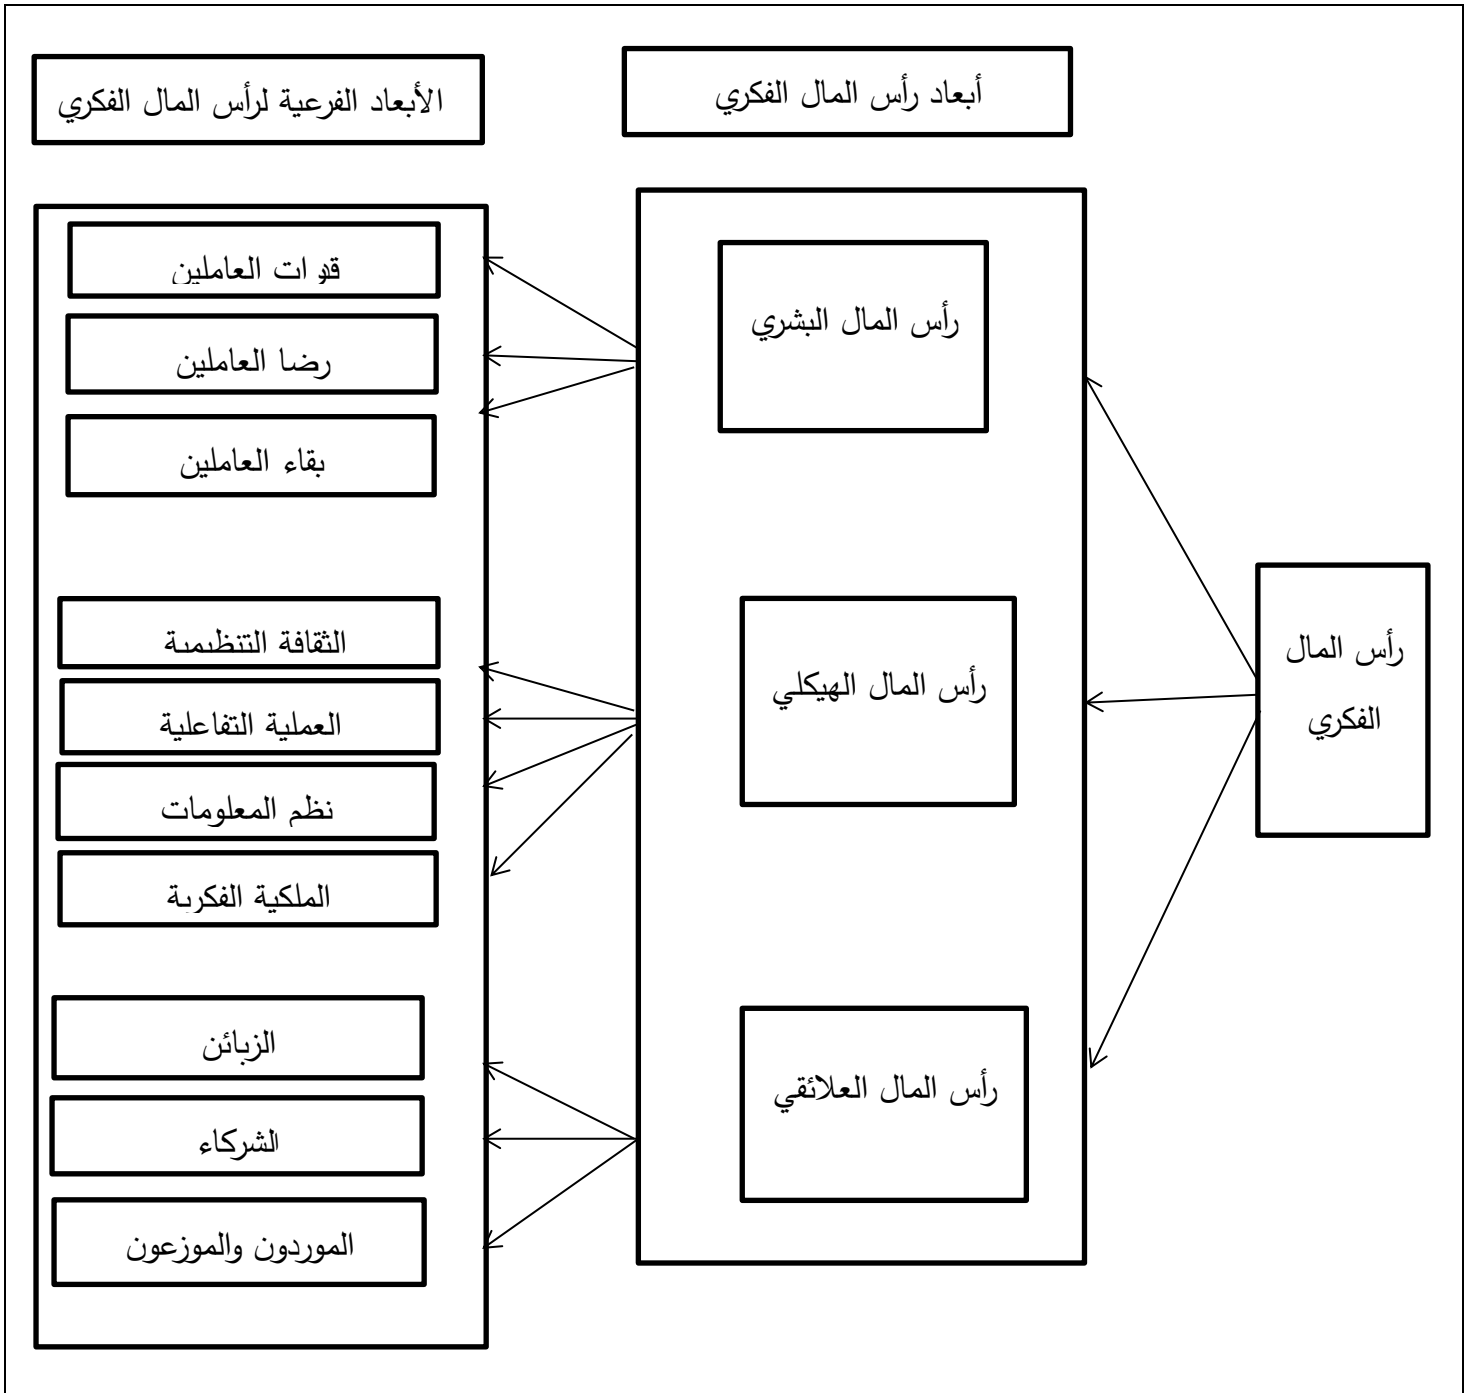 أبعاد رأس المال الفكري
الأبعاد الفرعية لرأس المال الفكري
رأس المال
الفكري
رأس المال البشري
رأس المال الهيكلي
رأس المال العلائقي
العاملين
رضا العاملين
بقاء العاملين
الثقافة التنظيمية
العملية التفاعلية
نظم المعلومات
الملكية الفكرية
الزبائن
الشركاء
الموردون والموزعون